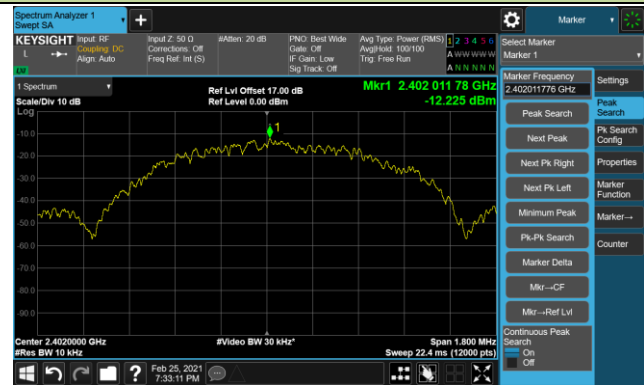 Spectrum Analyzer 1
Swept SA
Marker
KEYSIGHT
L
Input: RF
Coupling: DC
Align: Auto
Input Z: 50 Ω
Corrections: Off
Freq Ref: Int (S)
#Atten: 20 dB
PNO: Best Wide
Gate: Off
IF Gain: Low
Sig Track: Off
Avg Type: Power (RMS)
Avg|Hold: 100/100
Trig: Free Run
1 2 3 4 5 6
A W W W W W
A N N N N N
Select Marker
Marker 1
1 Spectrum
Scale/Div 10 dB
Ref Lvl Offset 17.00 dB
Ref Level 0.00 dBm
Mkr1 2.402 011 78 GHz
-12.225 dBm
Log
1
-10.0
-20.0
-30.0
-40.0
-50.0
-60.0
-70.0
-80.0
-90.0
Center 2.4020000 GHz
#Res BW 10 kHz
#Video BW 30 kHz*
Span 1.800 MHz
Sweep 22.4 ms (12000 pts)
Marker Frequency
2.402011776 GHz
Peak Search
Next Peak
Next Pk Right
Next Pk Left
Minimum Peak
Pk-Pk Search
Marker Delta
Mkr→CF
Mkr→Ref Lvl
Continuous Peak
Search
On
Off
Settings
Peak
Search
Pk Search
Config
Properties
Marker
Function
Marker→
Counter
?
Feb 25, 2021
7:33:11 PM